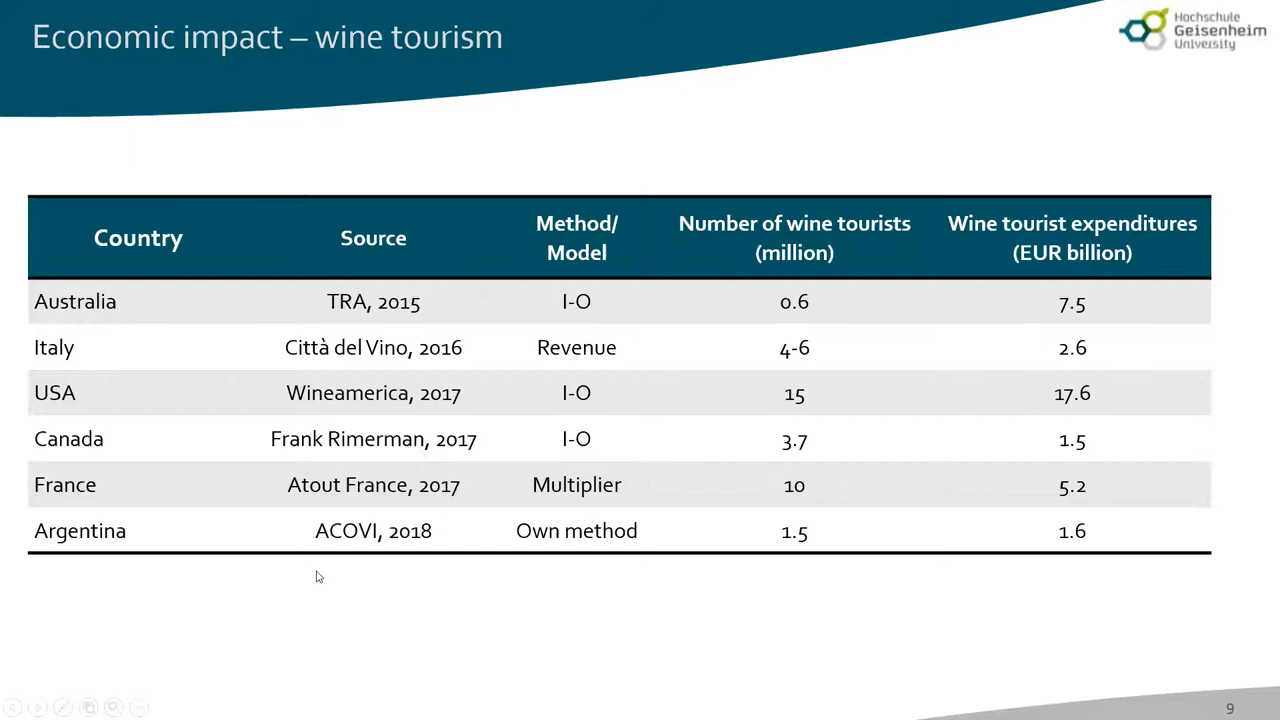 Economic impact – wine tourism
Hochschule
Geisenheim
University
Country Source Method/ Model Number of wine tourists (million) Wine tourist expenditures (EUR billion)
Australia TRA, 2015 I-O 0.6 7.5
Italy Città del Vino, 2016 Revenue 4-6 2.6
USA Wineamerica, 2017 I-O 15 17.6
Canada Frank Rimerman, 2017 I-O 3.7 1.5
France Atout France, 2017 Multiplier 10 5.2
Argentina ACOVI, 2018 Own method 1.5 1.6
9